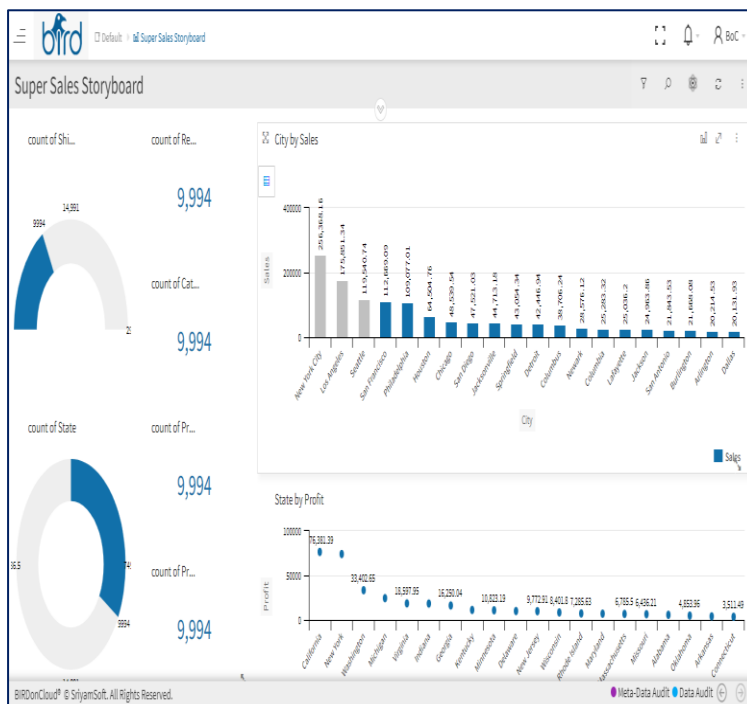 bird
Default > Super Sales Storyboard
BoC
Super Sales Storyboard
count of Shi...
9994
14,991
count of Re...
9,994
count of Cat...
9,994
count of State
9994
count of Pr...
9,994
count of Pr...
9,994
City by Sales
Sales
400000
200000
0
256,368.16
175,851.34
119,540.74
112,669.09
109,077.01
64,504.76
48,539.54
47,521.03
44,713.18
43,054.34
42,446.94
38,706.24
28,576.12
25,283.32
25,036.2
24,963.86
21,843.53
21,668.08
20,214.53
20,131.93
New York City
Los Angeles
Seattle
San Francisco
Philadelphia
Houston
Chicago
San Diego
Jacksonville
Springfield
Detroit
Columbus
Newark
Columbia
Lafayette
Jackson
San Antonio
Burlington
Arlington
Dallas
City
Sales
State by Profit
Profit
100000
50000
0
76,381.39
33,402.65
18,597.95
16,250.04
10,823.19
9,772.91
8,401.8
7,285.63
6,785.5
6,436.21
4,853.96
3,511.49
California
New York
Washington
Michigan
Virginia
Indiana
Georgia
Kentucky
Minnesota
Delaware
New Jersey
Wisconsin
Rhode Island
Maryland
Massachusetts
Missouri
Alabama
Oklahoma
Arkansas
Connecticut
BIRDonCloud® © SriyamSoft. All Rights Reserved.
Meta-Data Audit
Data Audit